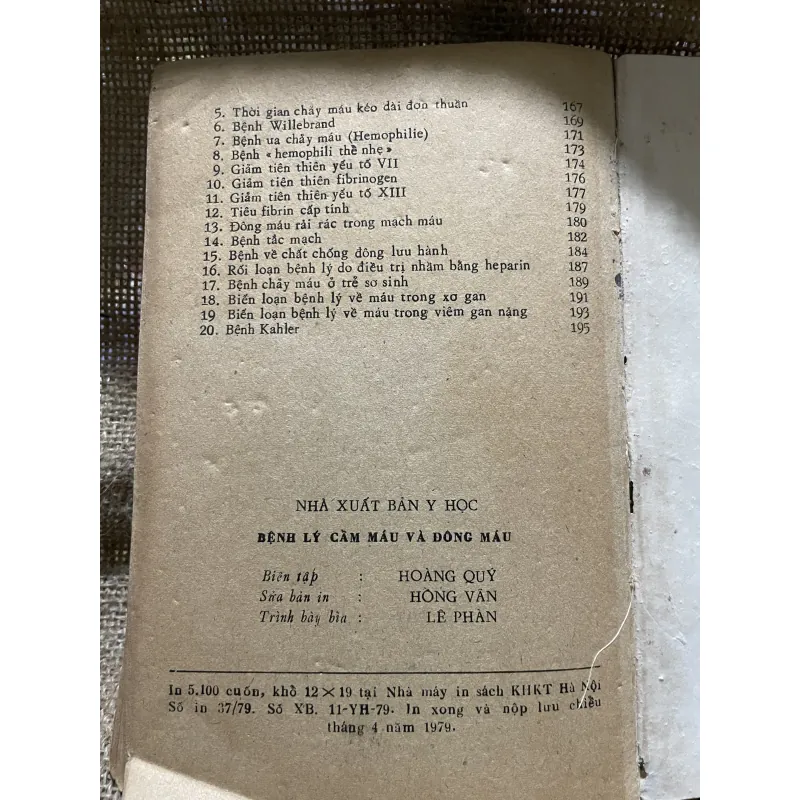 5. Thời gian chảy máu kéo dài đơn thuần 167
6. Bệnh Willebrand 169
7. Bệnh ưa chảy máu (Hemophilie) 171
8. Bệnh « hemophili thể nhẹ » 173
9. Giảm tiên thiên yếu tố VII 174
10. Giảm tiên thiên fibrinogen 176
11. Giảm tiên thiên yếu tố XIII 177
12. Tiêu fibrin cấp tính 179
13. Đông máu rải rác trong mạch máu 180
14. Bệnh tắc mạch 182
15. Bệnh về chất chống đông lưu hành 184
16. Rối loạn bệnh lý do điều trị nhầm bằng heparin 187
17. Bệnh chảy máu ở trẻ sơ sinh 189
18. Biến loạn bệnh lý về máu trong xơ gan 191
19 Biến loạn bệnh lý về máu trong viêm gan nặng 193
20. Bệnh Kahler 195
NHÀ XUẤT BẢN Y HỌC
BỆNH LÝ CẦM MÁU VÀ ĐÔNG MÁU
Biên tập : HOÀNG QUÝ
Sửa bản in : HỒNG VÂN
Trình bày bìa : LÊ PHÀN
In 5.100 cuốn, khổ 12×19 tại Nhà máy in sách KHKT Hà Nội
Số in 37/79. Số XB. 11-YH-79. In xong và nộp lưu chiểu
tháng 4 năm 1979.